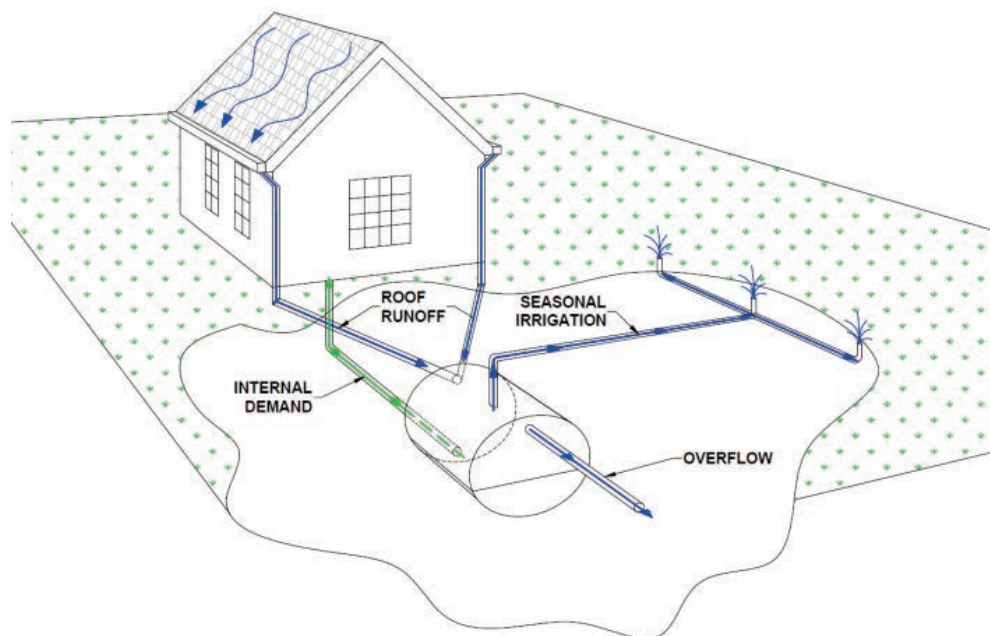 ROOF
RUNOFF
SEASONAL
IRRIGATION
INTERNAL
DEMAND
OVERFLOW